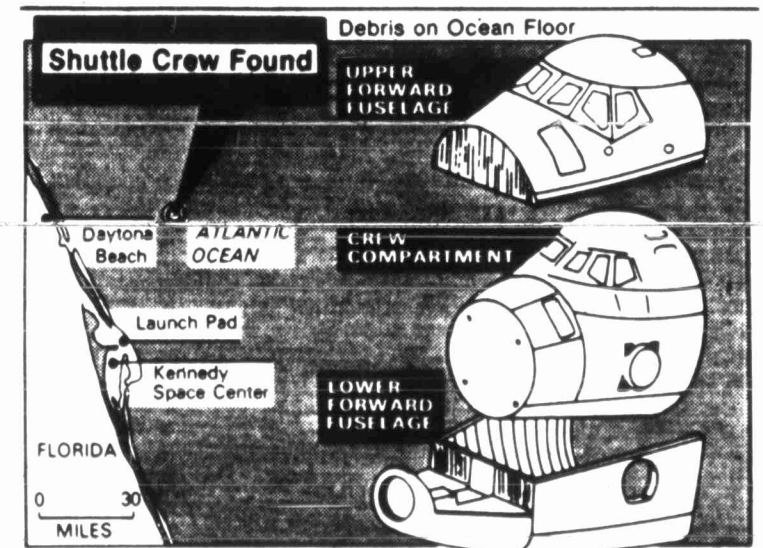 Debris on Ocean Floor
Shuttle Crew Found
UPPER
FORWARD
FUSELAGE
Daytona
Beach
ATLANTIC
OCEAN
CREW
COMPARTMENT
Launch Pad
Kennedy
Space Center
LOWER
FORWARD
FUSELAGE
FLORIDA
0 30
MILES